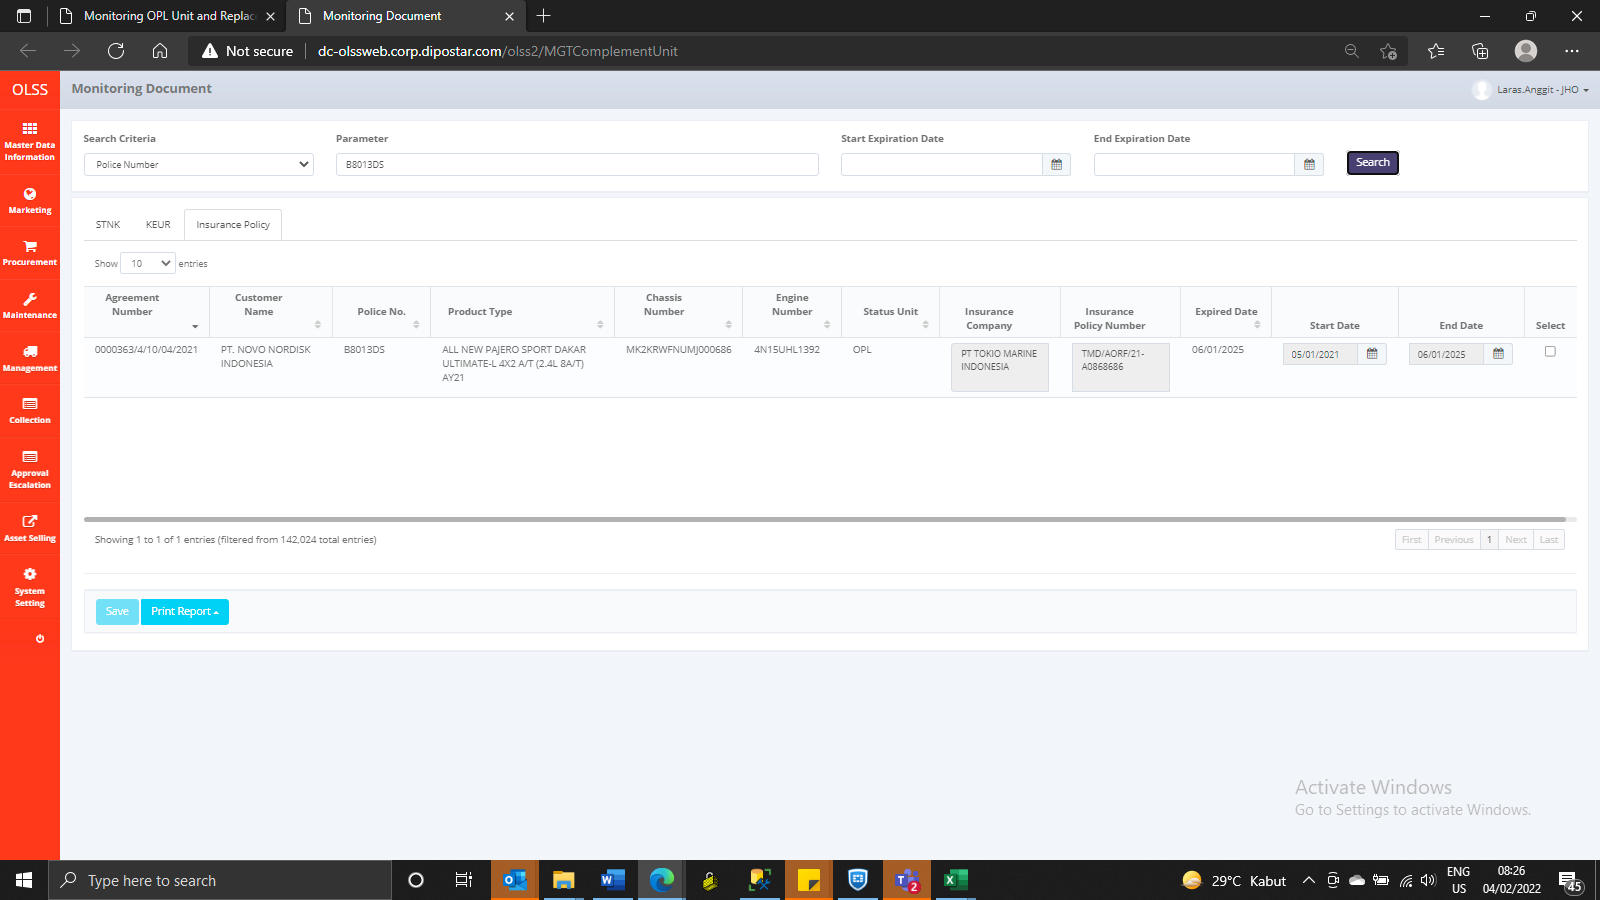 Monitoring OPL Unit and Replac
Monitoring Document
Not secure
dc-olssweb.corp.dipostar.com/olss2/MGTComplementUnit
OLSS
Monitoring Document
Laras.Anggit - JHO
Master Data
Information
Marketing
Procurement
Maintenance
Management
Collection
Approval
Escalation
Asset Selling
System
Setting
Search Criteria
Parameter
Start Expiration Date
End Expiration Date
Police Number
B8013DS
Search
STNK
KEUR
Insurance Policy
Show 10 entries
Agreement Number
Customer Name
Police No.
Product Type
Chassis Number
Engine Number
Status Unit
Insurance Company
Insurance Policy Number
Expired Date
Start Date
End Date
Select
0000363/4/10/04/2021
PT. NOVO NORDISK
INDONESIA
B8013DS
ALL NEW PAJERO SPORT DAKAR
ULTIMATE-L 4X2 A/T (2.4L 8A/T)
AY21
MK2KRWFNUMJ000686
4N15UHL1392
OPL
PT TOKIO MARINE
INDONESIA
TMD/AORF/21-
A0868686
06/01/2025
05/01/2021
06/01/2025
Showing 1 to 1 of 1 entries (filtered from 142,024 total entries)
First
Previous
1
Next
Last
Save
Print Report
Activate Windows
Go to Settings to activate Windows.
Type here to search
2
29°C Kabut
ENG
US
08:26
04/02/2022
45